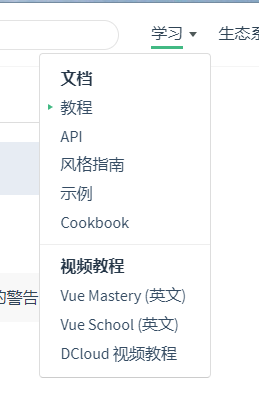 学习 生态系
文档
教程
API
风格指南
示例
Cookbook
视频教程
Vue Mastery (英文)
的警告
Vue School (英文)
DCloud 视频教程